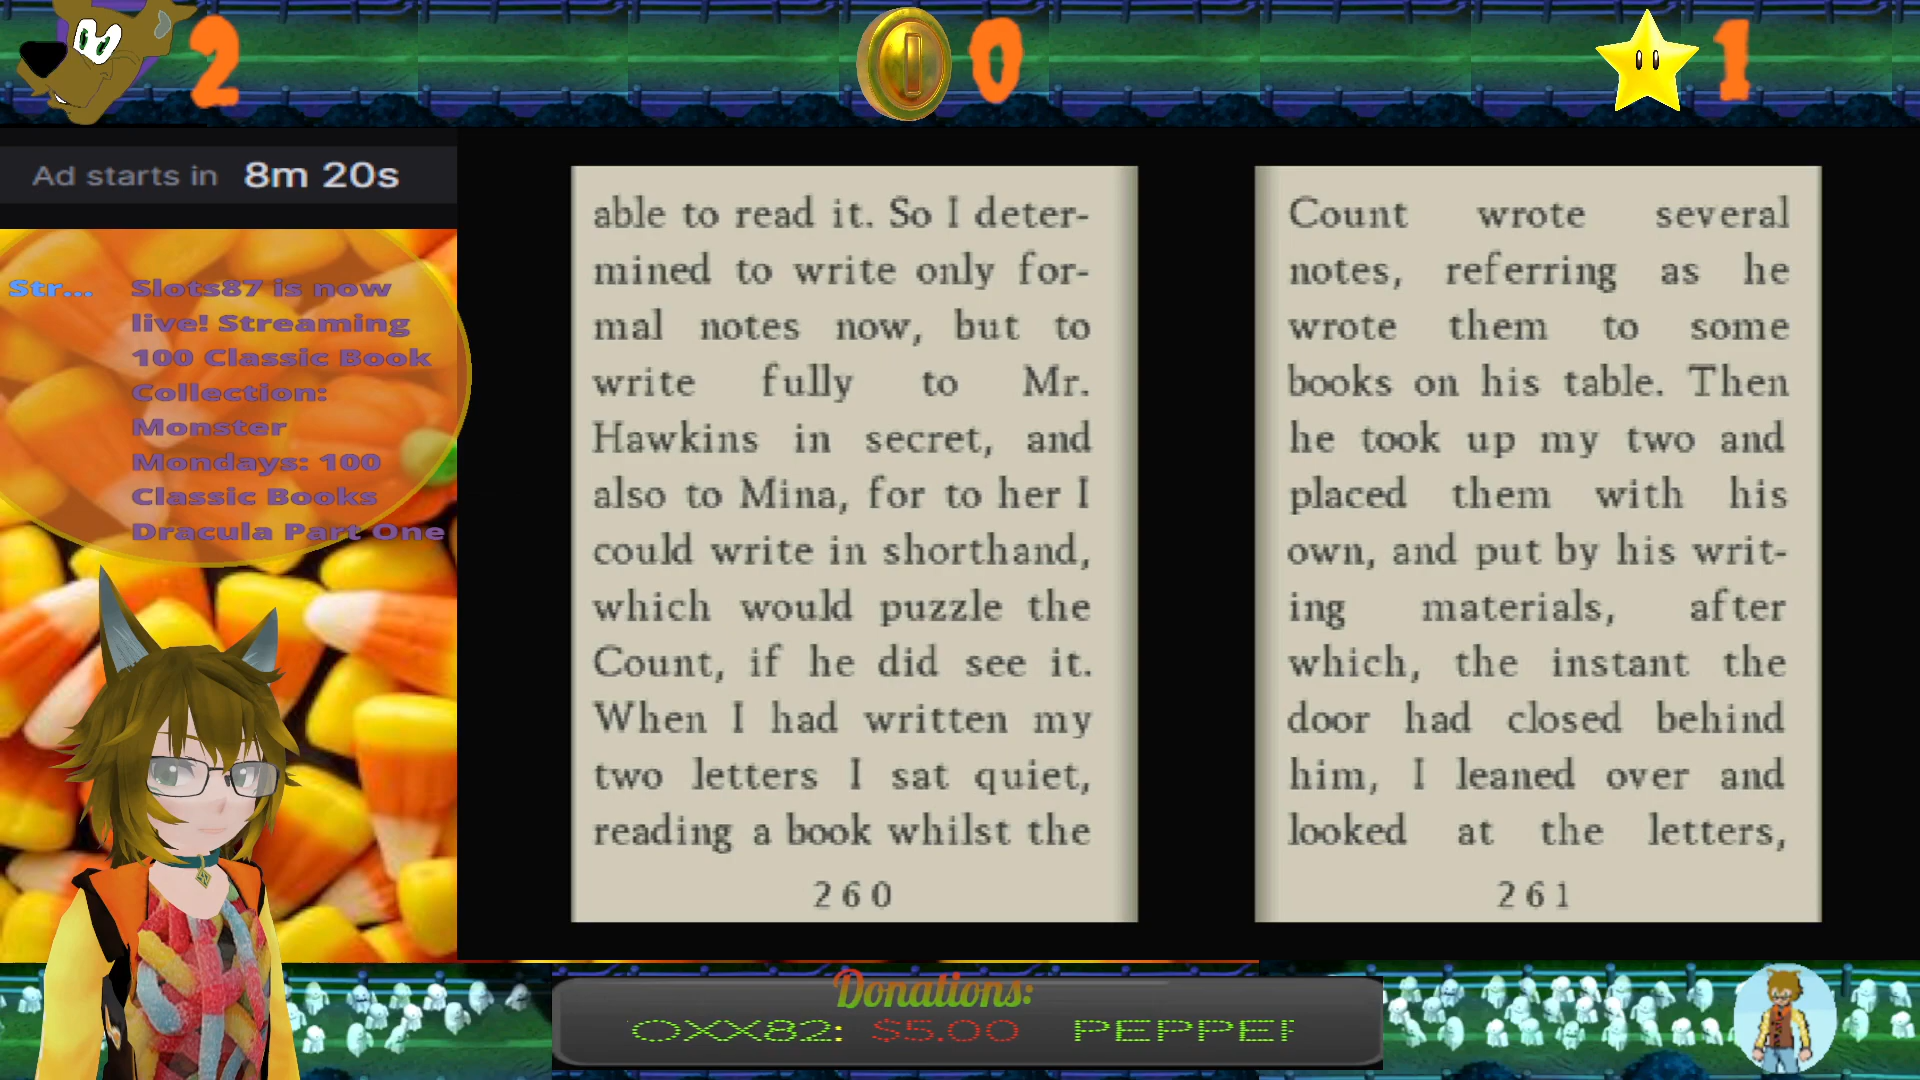 2
0
1
Ad starts in 8m 20s
Str... Slots87 is now
live! Streaming
100 Classic Book
Collection:
Monster
Mondays: 100
Classic Books
Dracula Part One
able to read it. So I deter-
mined to write only for-
mal notes now, but to
write fully to Mr.
Hawkins in secret, and
also to Mina, for to her I
could write in shorthand,
which would puzzle the
Count, if he did see it.
When I had written my
two letters I sat quiet,
reading a book whilst the
260
Count wrote several
notes, referring as he
wrote them to some
books on his table. Then
he took up my two and
placed them with his
own, and put by his writ-
ing materials, after
which, the instant the
door had closed behind
him, I leaned over and
looked at the letters,
261
Donations:
OXX82: $5.00 PEPPER